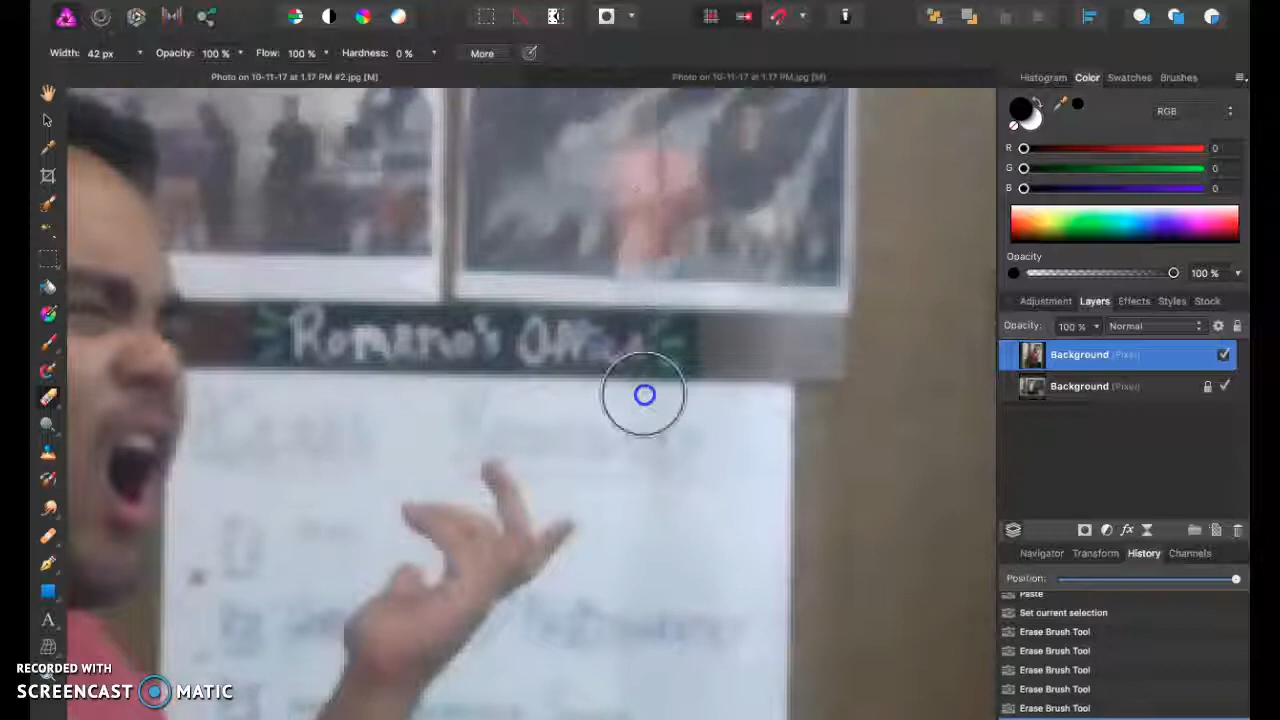 Width: 42 px Opacity: 100 % Flow: 100 % Hardness: 0 % More
Photo on 10-11-17 at 1.17 PM #2.jpg [M] Photo on 10-11-17 at 1.17 PM.jpg [M]
Histogram Color Swatches Brushes
RGB
R 0
G 0
B 0
Opacity
100 %
Adjustment Layers Effects Styles Stock
Opacity: 100 % Normal
Background (Pixel)
Background (Pixel)
Navigator Transform History Channels
Position:
Paste
Set current selection
Erase Brush Tool
Erase Brush Tool
Erase Brush Tool
Erase Brush Tool
Erase Brush Tool
Romano's
A
RECORDED WITH
SCREENCAST MATIC